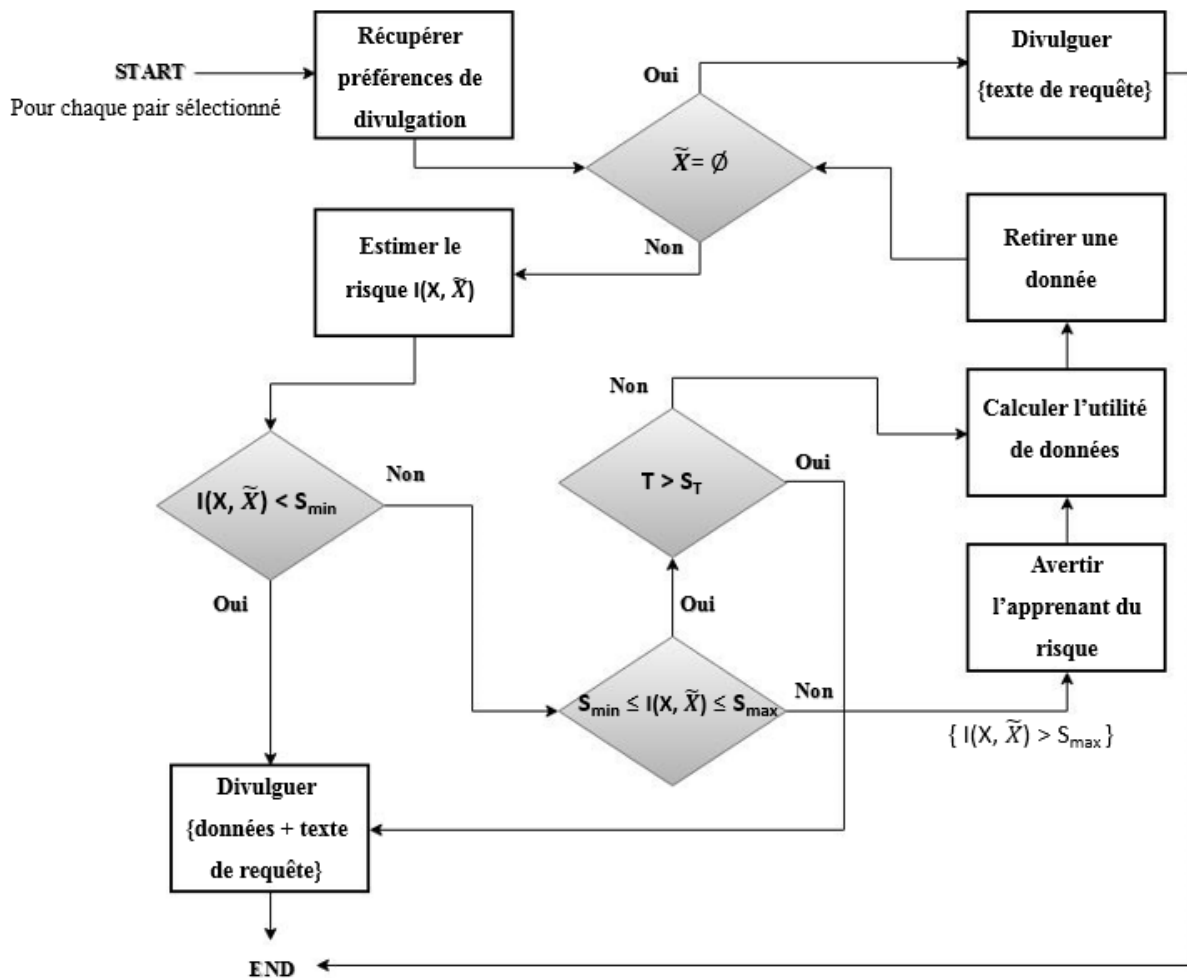 START
Pour chaque pair sélectionné
Récupérer
préférences de
divulgation
Oui
X̃= ∅
Non
Divulguer
{texte de requête}
Estimer le
risque I(X, X̃)
Retirer une
donnée
Non
T > S_T
Oui
Calculer l’utilité
de données
I(X, X̃) < S_min
Non
Oui
Oui
S_min ≤ I(X, X̃) ≤ S_max
Non
Avertir
l’apprenant du
risque
{ I(X, X̃) > S_max }
Divulguer
{données + texte
de requête}
END